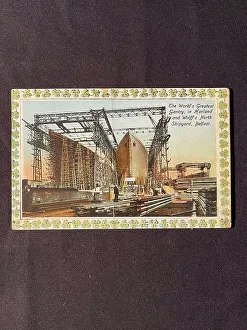 The World's Greatest
Gantry, in Harland
and Wolff's North
Shipyard, Belfast.